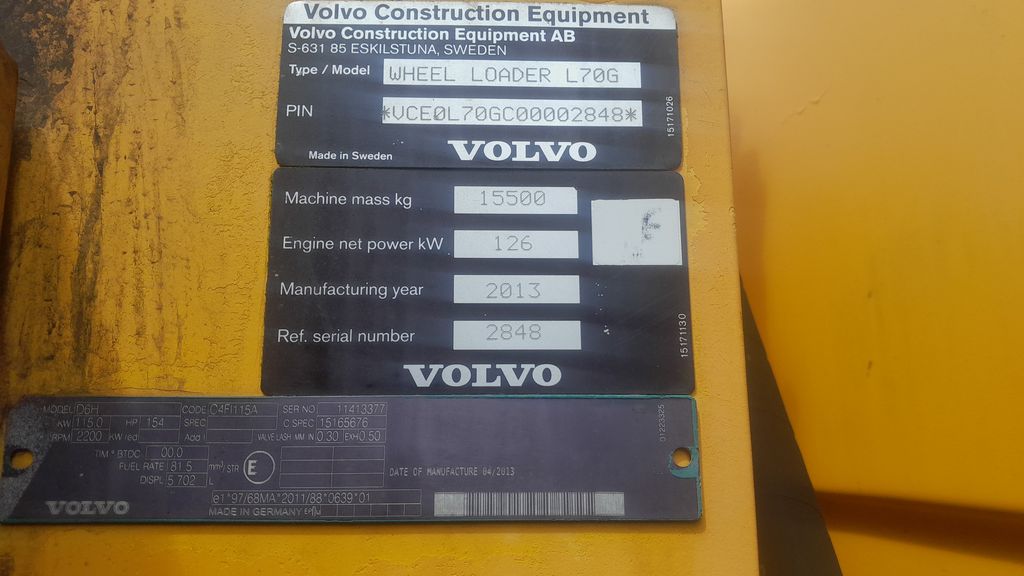 Volvo Construction Equipment
Volvo Construction Equipment AB
S-631 85 ESKILSTUNA, SWEDEN
Type / Model WHEEL LOADER L70G
PIN *VCE0L70GC00002848*
15171026
Made in Sweden VOLVO
Machine mass kg 15500
F
Engine net power kW 126
Manufacturing year 2013
Ref. serial number 2848
15171130
VOLVO
MODEL D6H CODE C4FI115A SER NO 11413377
KW 115,0 HP 154 SPEC C SPEC 15165676
RPM 2200 KW red Add VALVE LASH MM IN 0.30 EXH 0.50
01223325
TIM ° BTDC 00,0
FUEL RATE 81.5 mm³/STR E
DATE OF MANUFACTURE 04/2013
DISPL 5,702 L
e1*97/68MA*2011/88*0639*01
VOLVO MADE IN GERMANY